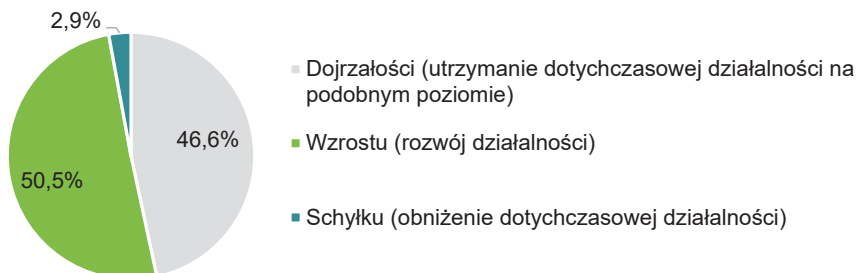 2,9%
46,6%
50,5%
Dojrzałości (utrzymanie dotychczasowej działalności na
podobnym poziomie)
Wzrostu (rozwój działalności)
Schyłku (obniżenie dotychczasowej działalności)